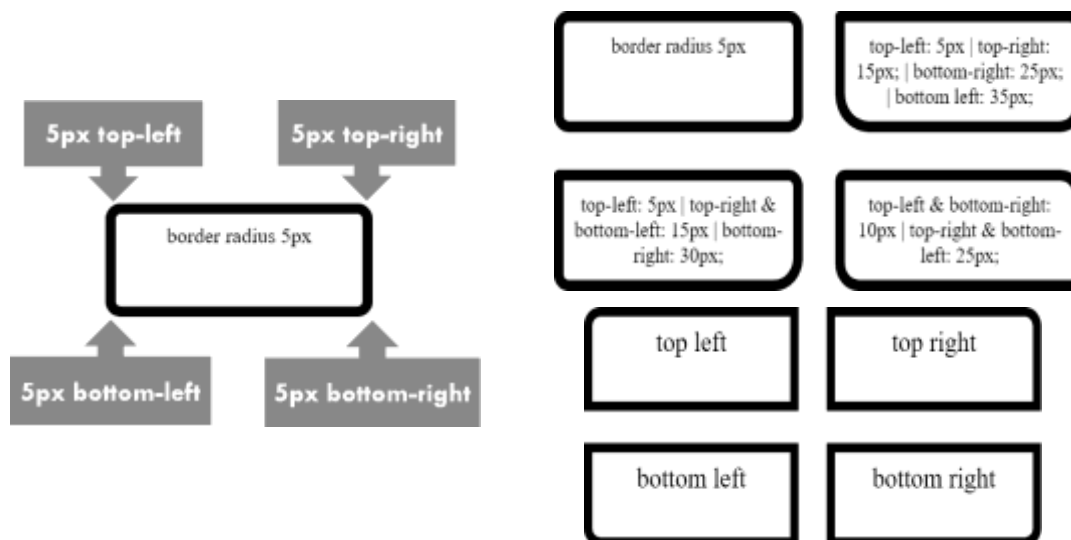 5px top-left
5px top-right
border radius 5px
5px bottom-left
5px bottom-right
border radius 5px
top-left: 5px | top-right:
15px; | bottom-right: 25px;
| bottom left: 35px;
top-left: 5px | top-right &
bottom-left: 15px | bottom-
right: 30px;
top-left & bottom-right:
10px | top-right & bottom-
left: 25px;
top left
top right
bottom left
bottom right